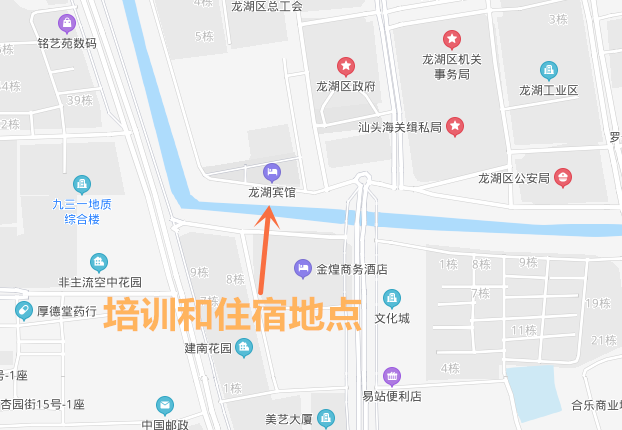 龙湖区总工会
4栋
3栋
铭艺苑数码
5栋
龙湖区机关
事务局
龙湖区政府
龙湖工业区
39栋
汕头海关缉私局
龙湖区公安局
龙湖宾馆
九三一地质
综合楼
9栋
8栋
金煌商务酒店
1栋
8栋
9栋
非主流空中花园
7栋
19栋
厚德堂药行
培训和住宿地点
文化城
11栋
21栋
建南花园
4栋
1栋
易站便利店
号-1座
杏园街15号-1座
合乐商业城
中国邮政
美艺大厦